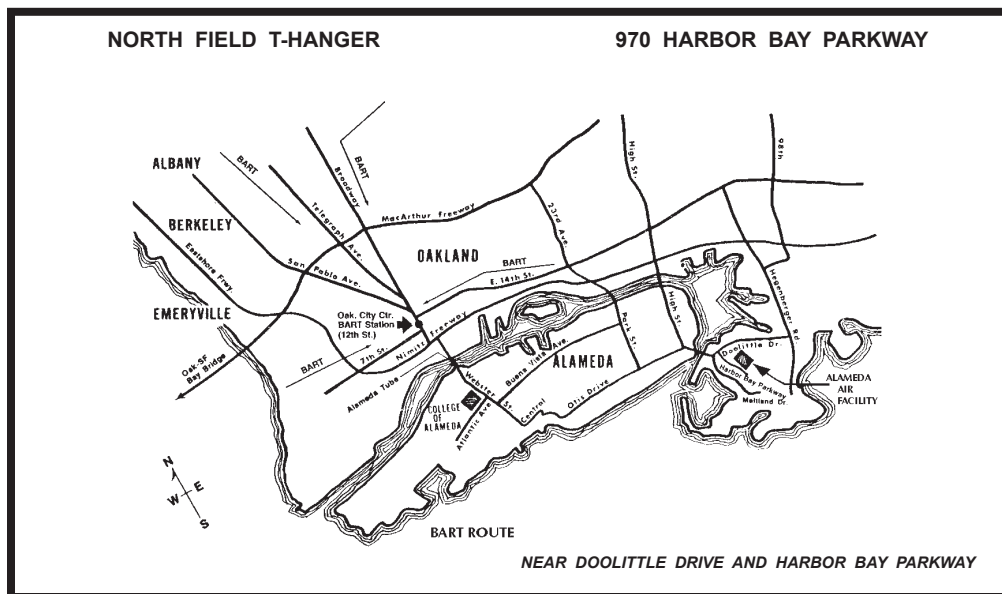 NORTH FIELD T-HANGER
970 HARBOR BAY PARKWAY
BART
ALBANY
BART
Broadway
Telegraph Ave.
MacArthur Freeway
High St.
98th
23rd Ave.
BERKELEY
Eastshore Frwy.
San Pablo Ave.
OAKLAND
BART
E. 14th St.
Hegenberger Rd
EMERYVILLE
Oak. City Ctr.
BART Station
(12th St.)
Oak-SF
Bay Bridge
BART
7th St.
Nimitz Freeway
Alameda Tube
High St.
Park St.
Buena Vista Ave.
ALAMEDA
Doolittle Dr.
Harbor Bay Parkway
Maitland Dr.
ALAMEDA
AIR
FACILITY
Webster St.
Central
Otis Drive
COLLEGE
OF
ALAMEDA
Atlantic Ave
N
W E
S
BART ROUTE
NEAR DOOLITTLE DRIVE AND HARBOR BAY PARKWAY